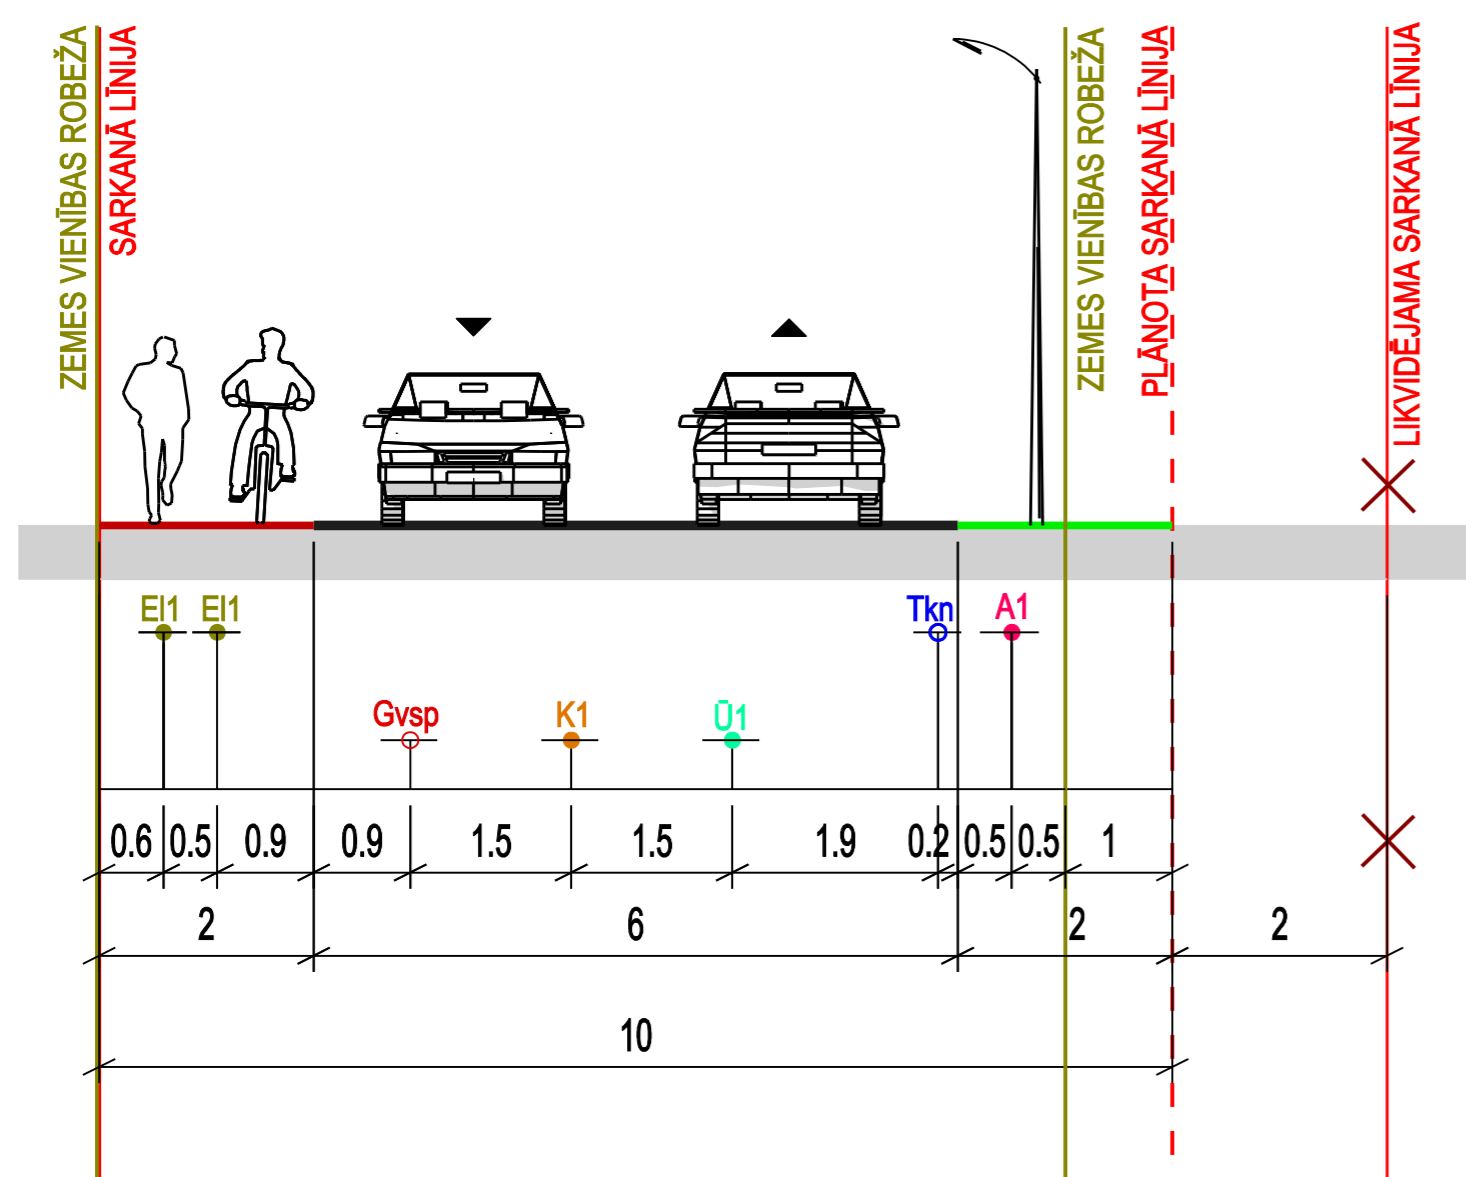 ZEMES VIENĪBAS ROBEŽA
SARKANĀ LĪNIJA
ZEMES VIENĪBAS ROBEŽA
PLĀNOTA SARKANĀ LĪNIJA
LIKVIDĒJAMA SARKANĀ LĪNIJA
El1 El1 Tkn A1
Gvsp K1 Ū1
0.6 0.5 0.9 0.9 1.5 1.5 1.9 0.2 0.5 0.5 1
2 6 2 2
10